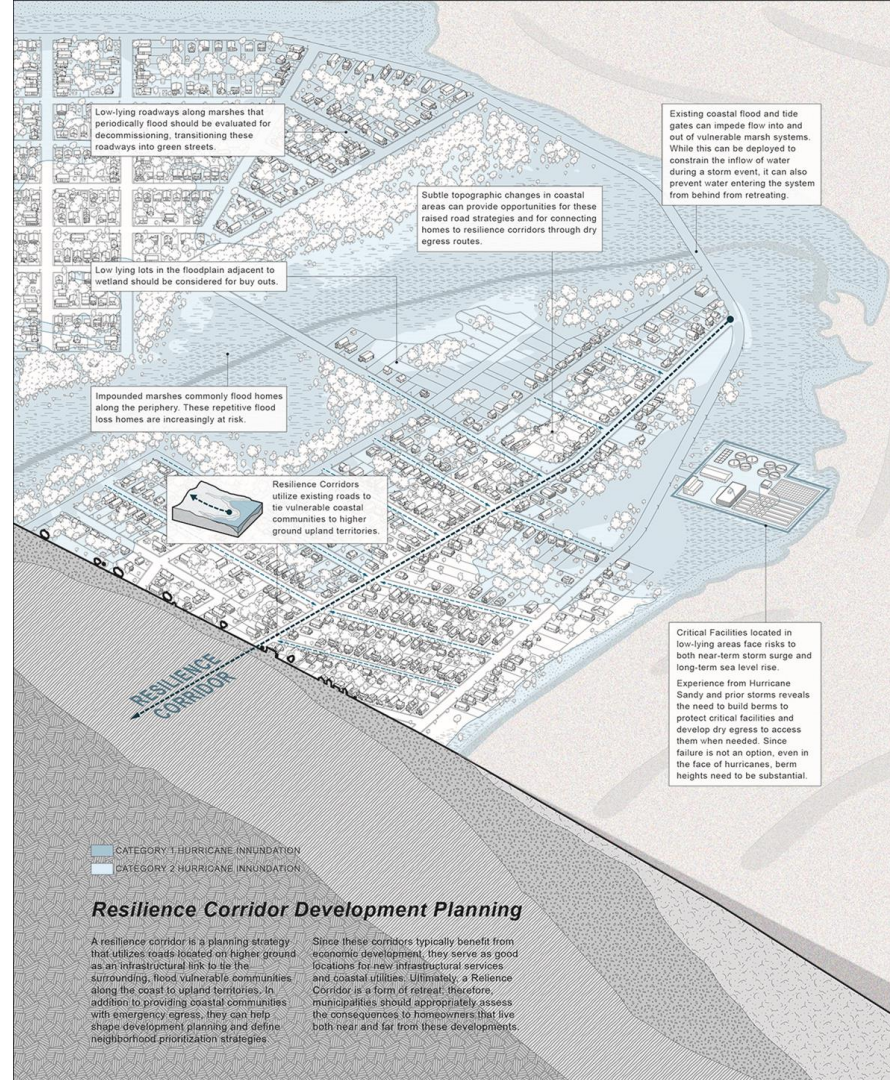 Low-lying roadways along marshes that
periodically flood should be evaluated for
decommissioning, transitioning these
roadways into green streets.
Existing coastal flood and tide
gates can impede flow into and
out of vulnerable marsh systems.
While this can be deployed to
constrain the inflow of water
during a storm event, it can also
prevent water entering the system
from behind from retreating.
Subtle topographic changes in coastal
areas can provide opportunities for these
raised road strategies and for connecting
homes to resilience corridors through dry
egress routes.
Low lying lots in the floodplain adjacent to
wetland should be considered for buy outs.
Impounded marshes commonly flood homes
along the periphery. These repetitive flood
loss homes are increasingly at risk.
Resilience Corridors
utilize existing roads to
tie vulnerable coastal
communities to higher
ground upland territories.
Critical Facilities located in
low-lying areas face risks to
both near-term storm surge and
long-term sea level rise.
Experience from Hurricane
Sandy and prior storms reveals
the need to build berms to
protect critical facilities and
develop dry egress to access
them when needed. Since
failure is not an option, even in
the face of hurricanes, berm
heights need to be substantial.
RESILIENCE
CORRIDOR
CATEGORY 1 HURRICANE INNUNDATION
CATEGORY 2 HURRICANE INNUNDATION
Resilience Corridor Development Planning
A resilience corridor is a planning strategy
that utilizes roads located on higher ground
as an infrastructural link to tie the
surrounding, flood vulnerable communities
along the coast to upland territories. In
addition to providing coastal communities
with emergency egress, they can help
shape development planning and define
neighborhood prioritization strategies
Since these corridors typically benefit from
economic development, they serve as good
locations for new infrastructural services
and coastal utilities. Ultimately, a Relience
Corridor is a form of retreat; therefore,
municipalities should appropriately assess
the consequences to homeowners that live
both near and far from these developments.